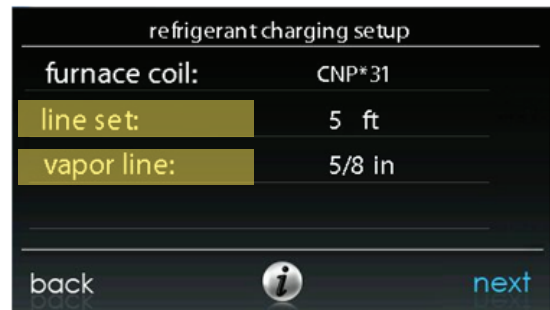 refrigerant charging setup
furnace coil: CNP*31
line set: 5 ft
vapor line: 5/8 in
back i next